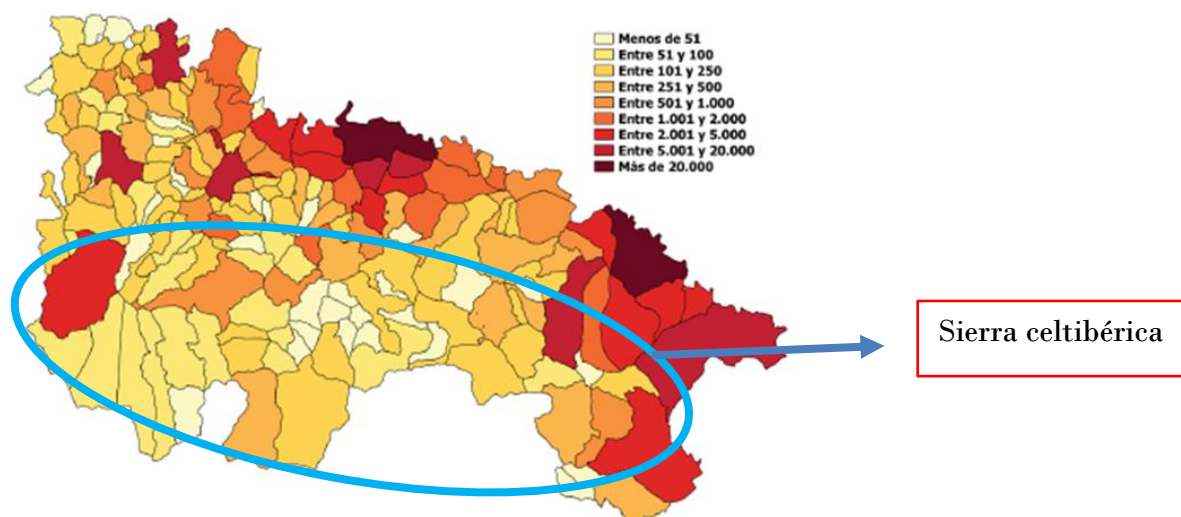 Menos de 51
Entre 51 y 100
Entre 101 y 250
Entre 251 y 500
Entre 501 y 1.000
Entre 1.001 y 2.000
Entre 2.001 y 5.000
Entre 5.001 y 20.000
Más de 20.000
Sierra celtibérica